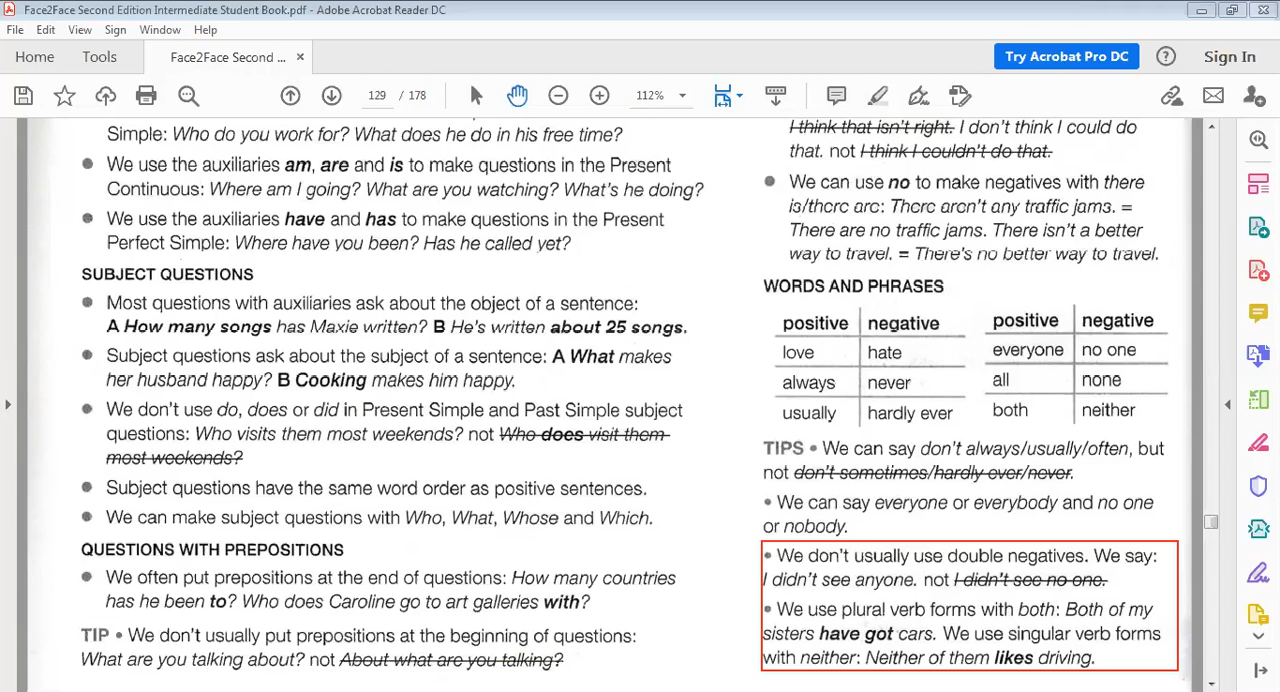 Face2Face Second Edition Intermediate Student Book.pdf - Adobe Acrobat Reader DC
File Edit View Sign Window Help
Home Tools Face2Face Second ... × Try Acrobat Pro DC ? Sign In
129 / 178 112%
Simple: Who do you work for? What does he do in his free time?
• We use the auxiliaries am, are and is to make questions in the Present
Continuous: Where am I going? What are you watching? What's he doing?
• We use the auxiliaries have and has to make questions in the Present
Perfect Simple: Where have you been? Has he called yet?
SUBJECT QUESTIONS
• Most questions with auxiliaries ask about the object of a sentence:
A How many songs has Maxie written? B He's written about 25 songs.
• Subject questions ask about the subject of a sentence: A What makes
her husband happy? B Cooking makes him happy.
• We don't use do, does or did in Present Simple and Past Simple subject
questions: Who visits them most weekends? not Who does visit them
most weekends?
• Subject questions have the same word order as positive sentences.
• We can make subject questions with Who, What, Whose and Which.
QUESTIONS WITH PREPOSITIONS
• We often put prepositions at the end of questions: How many countries
has he been to? Who does Caroline go to art galleries with?
TIP • We don't usually put prepositions at the beginning of questions:
What are you talking about? not About what are you talking?
I think that isn't right. I don't think I could do
that. not I think I couldn't do that.
• We can use no to make negatives with there
is/there are: There aren't any traffic jams. =
There are no traffic jams. There isn't a better
way to travel. = There's no better way to travel.
WORDS AND PHRASES
positive negative positive negative
love hate everyone no one
always never all none
usually hardly ever both neither
TIPS • We can say don't always/usually/often, but
not don't sometimes/hardly ever/never.
• We can say everyone or everybody and no one
or nobody.
• We don't usually use double negatives. We say:
I didn't see anyone. not I didn't see no one.
• We use plural verb forms with both: Both of my
sisters have got cars. We use singular verb forms
with neither: Neither of them likes driving.